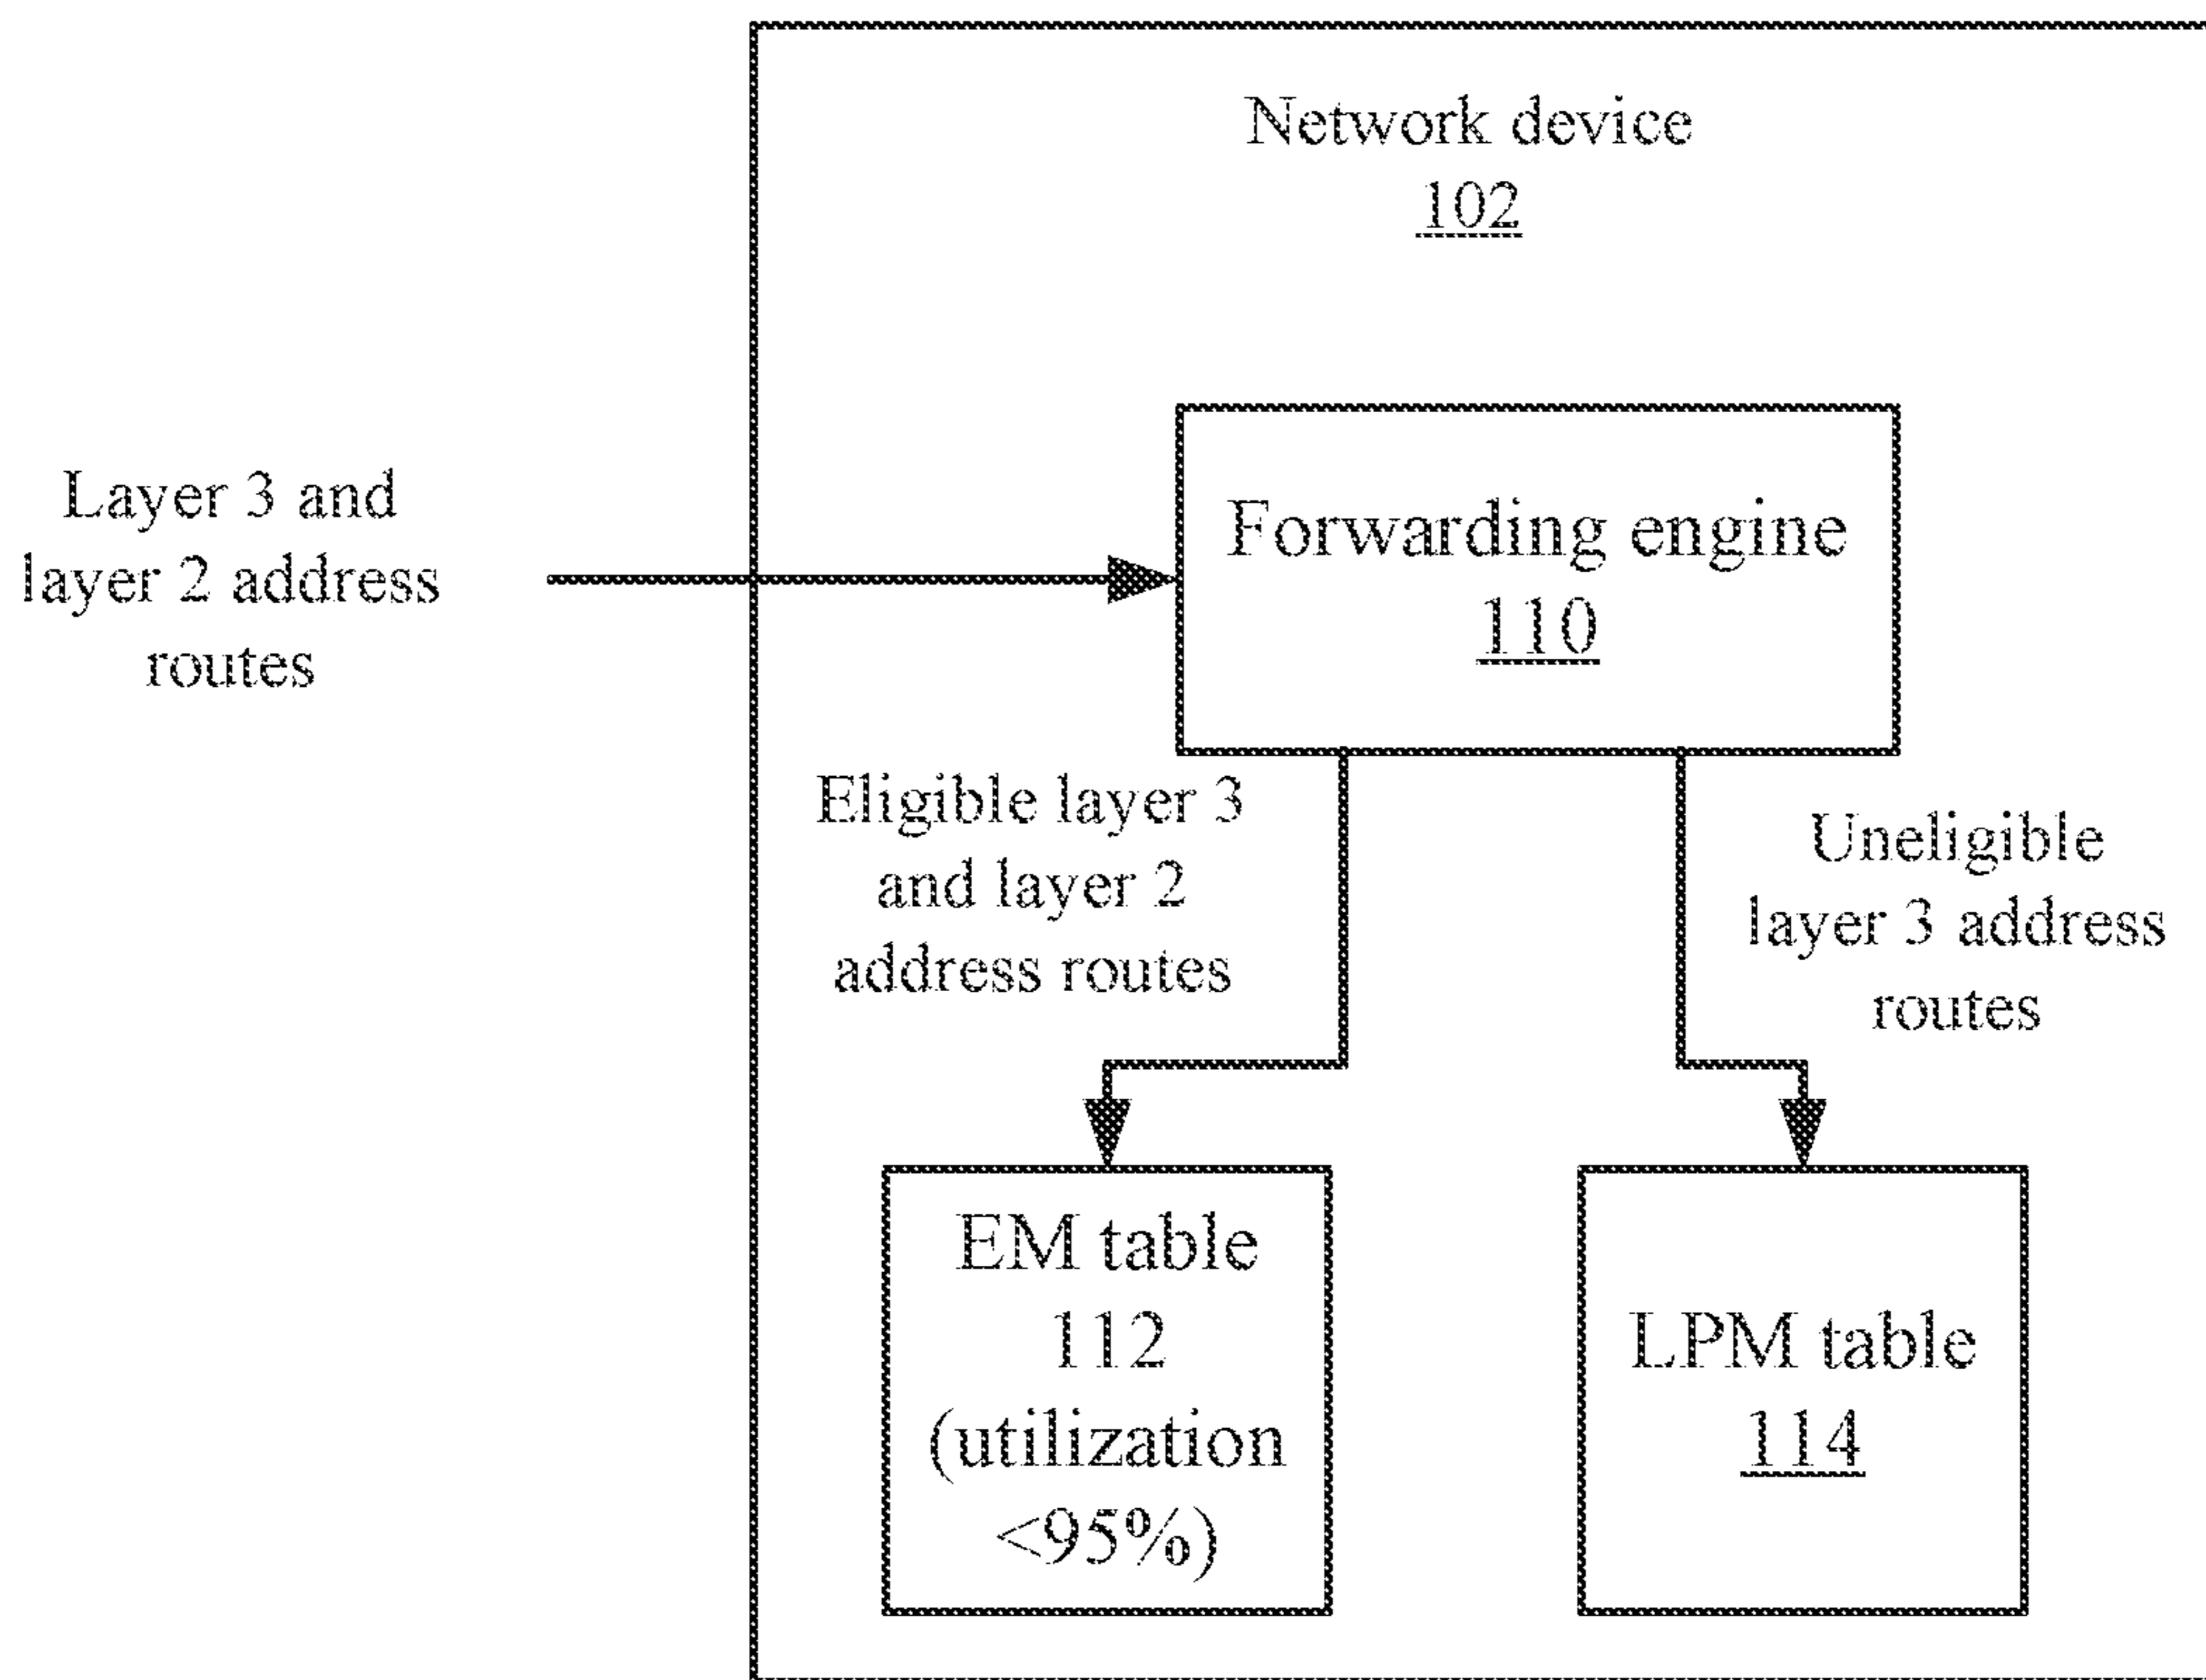 Network device
102
Layer 3 and
layer 2 address
routes
Forwarding engine
110
Eligible layer 3
and layer 2
address routes
Uneligible
layer 3 address
routes
EM table
112
(utilization
<95%)
LPM table
114